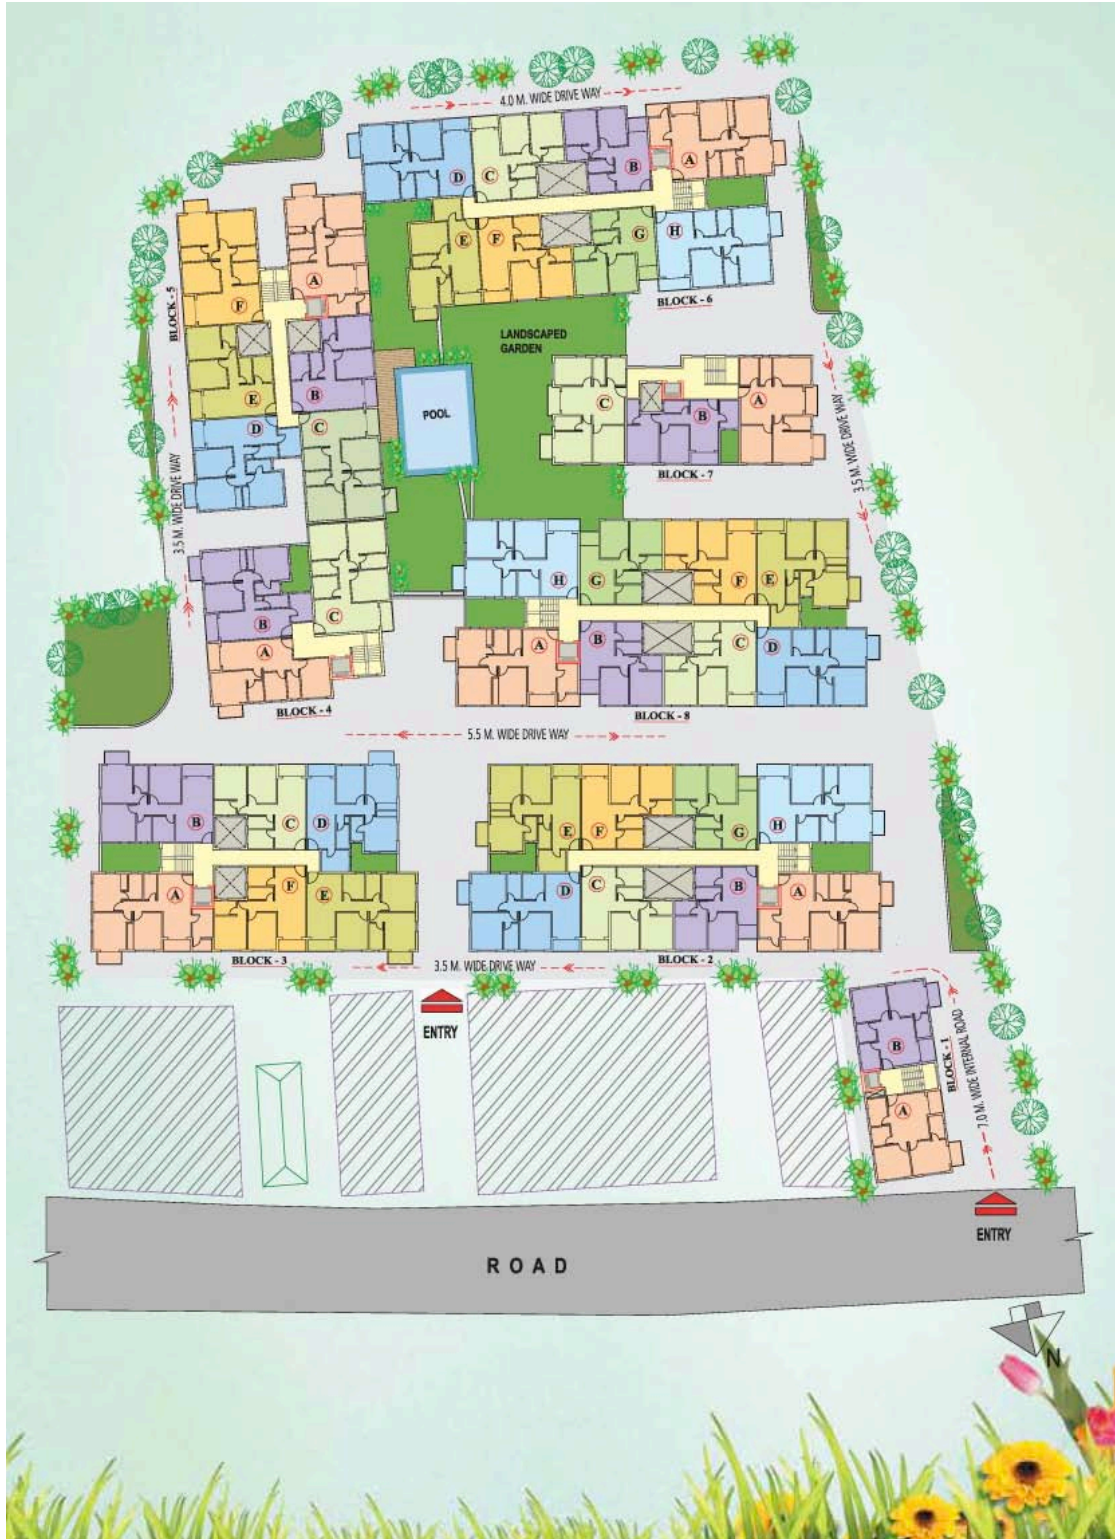 4.0 M. WIDE DRIVE WAY
D
C
B
A
E
F
G
H
BLOCK - 6
A
F
B
E
D
C
BLOCK - 5
LANDSCAPED
GARDEN
POOL
C
B
A
BLOCK - 7
3.5 M. WIDE DRIVE WAY
3.5 M. WIDE DRIVE WAY
B
C
A
BLOCK - 4
H
G
F
E
A
B
C
D
BLOCK - 8
5.5 M. WIDE DRIVE WAY
B
C
D
A
F
E
BLOCK - 3
E
F
G
H
D
C
B
A
BLOCK - 2
3.5 M. WIDE DRIVE WAY
ENTRY
B
A
BLOCK - 1
7.0 M. WIDE INTERNAL ROAD
ENTRY
ROAD
N